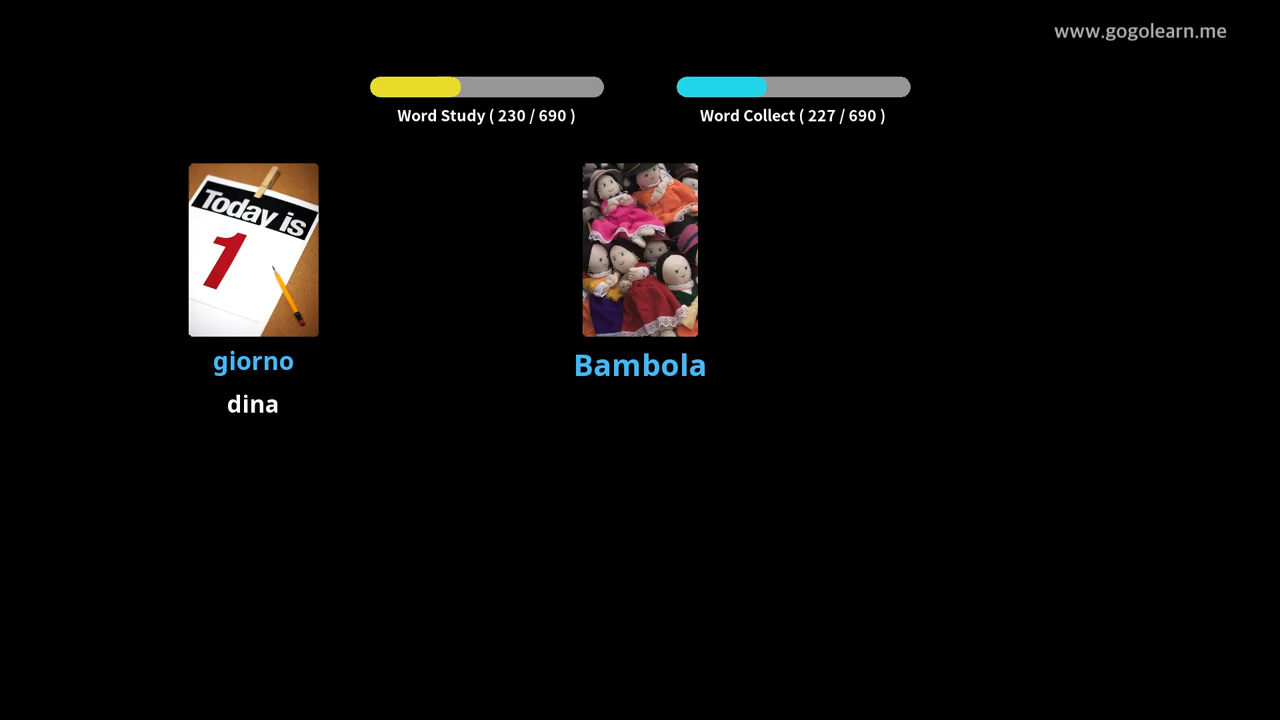 www.gogolearn.me
Word Study ( 230 / 690 )
Word Collect ( 227 / 690 )
Today is
1
giorno
dina
Bambola